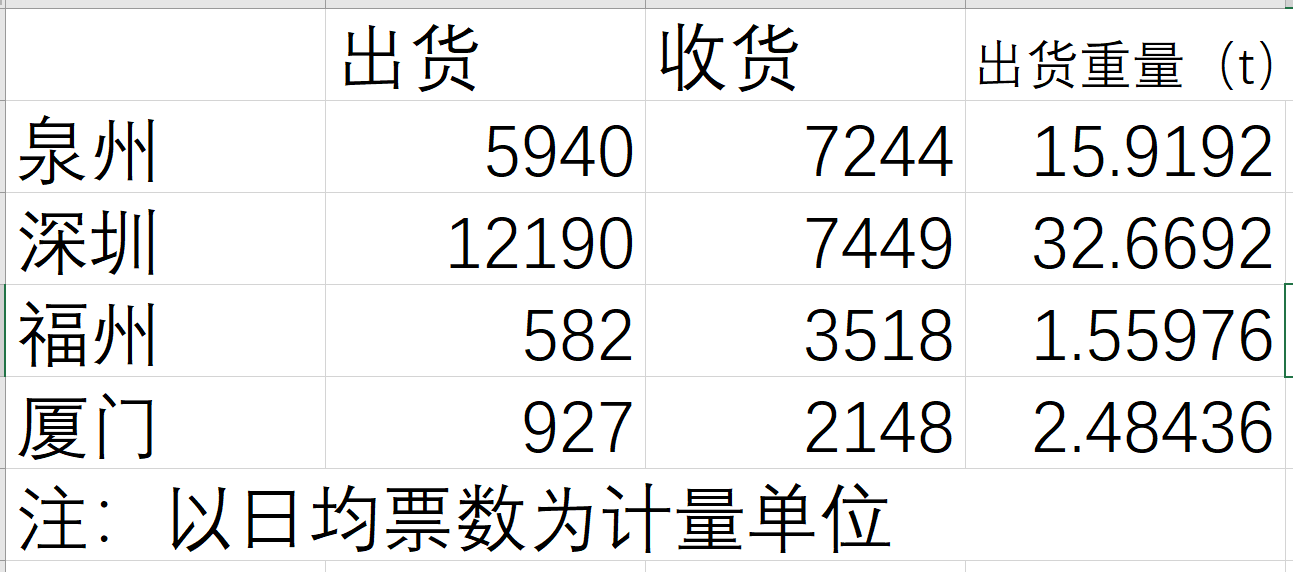 出货 收货 出货重量（t）
泉州 5940 7244 15.9192
深圳 12190 7449 32.6692
福州 582 3518 1.55976
厦门 927 2148 2.48436
注： 以日均票数为计量单位